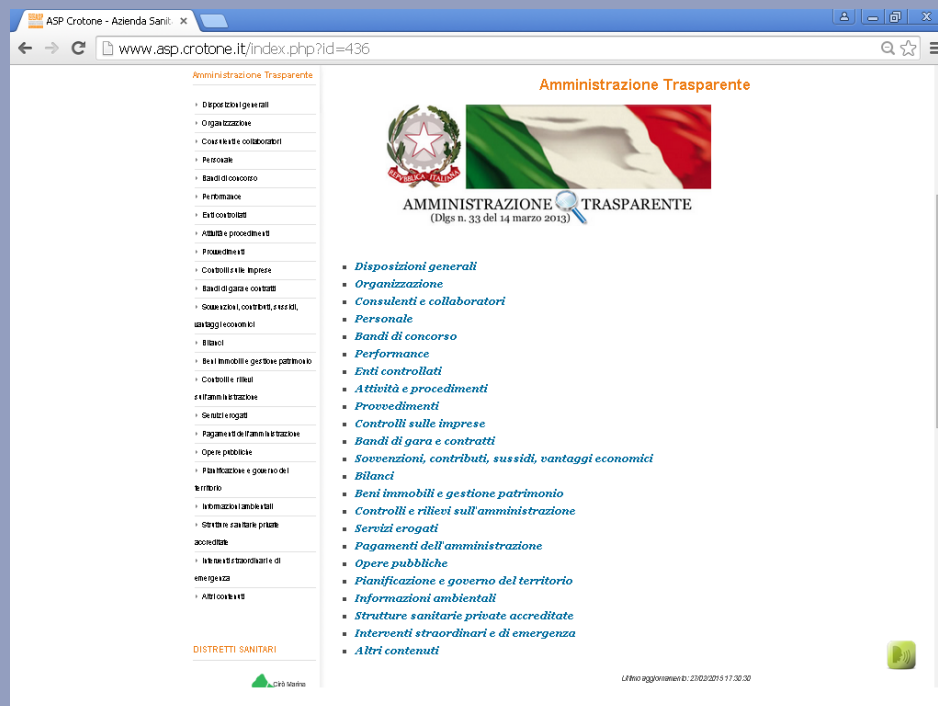 ASP Crotone - Azienda Sanit
www.asp.crotone.it/index.php?id=436
Amministrazione Trasparente
Disposizioni generali
Organizzazione
Consulenti e collaboratori
Personale
Bandi di concorso
Performance
Enti controllati
Attività e procedimenti
Provvedimenti
Controlli sulle imprese
Bandi di gara e contratti
Sovvenzioni, contributi, sussidi,
vantaggi economici
Bilanci
Beni immobili e gestione patrimonio
Controlli e rilievi
sull'amministrazione
Servizi erogati
Pagamenti dell'amministrazione
Opere pubbliche
Pianificazione e governo del
territorio
Informazioni ambientali
Strutture sanitarie private
accreditate
Interventi straordinari e di
emergenza
Altri contenuti
DISTRETTI SANITARI
Cirò Marina
Amministrazione Trasparente
REPVBBLICA ITALIANA
AMMINISTRAZIONE TRASPARENTE
(Dlgs n. 33 del 14 marzo 2013)
Disposizioni generali
Organizzazione
Consulenti e collaboratori
Personale
Bandi di concorso
Performance
Enti controllati
Attività e procedimenti
Provvedimenti
Controlli sulle imprese
Bandi di gara e contratti
Sovvenzioni, contributi, sussidi, vantaggi economici
Bilanci
Beni immobili e gestione patrimonio
Controlli e rilievi sull'amministrazione
Servizi erogati
Pagamenti dell'amministrazione
Opere pubbliche
Pianificazione e governo del territorio
Informazioni ambientali
Strutture sanitarie private accreditate
Interventi straordinari e di emergenza
Altri contenuti
Ultimo aggiornamento: 27/02/2015 17:30:30